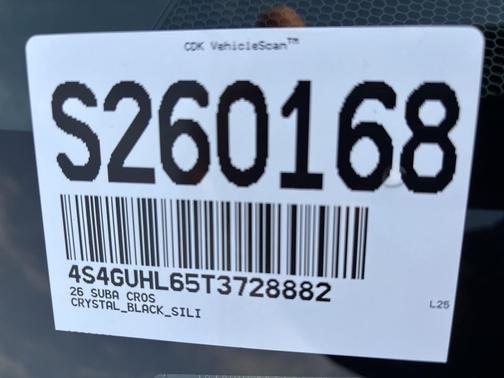 CDK VehicleScan™
S260168
4S4GUHL65T3728882
26 SUBA CROS
CRYSTAL_BLACK_SILI
L25